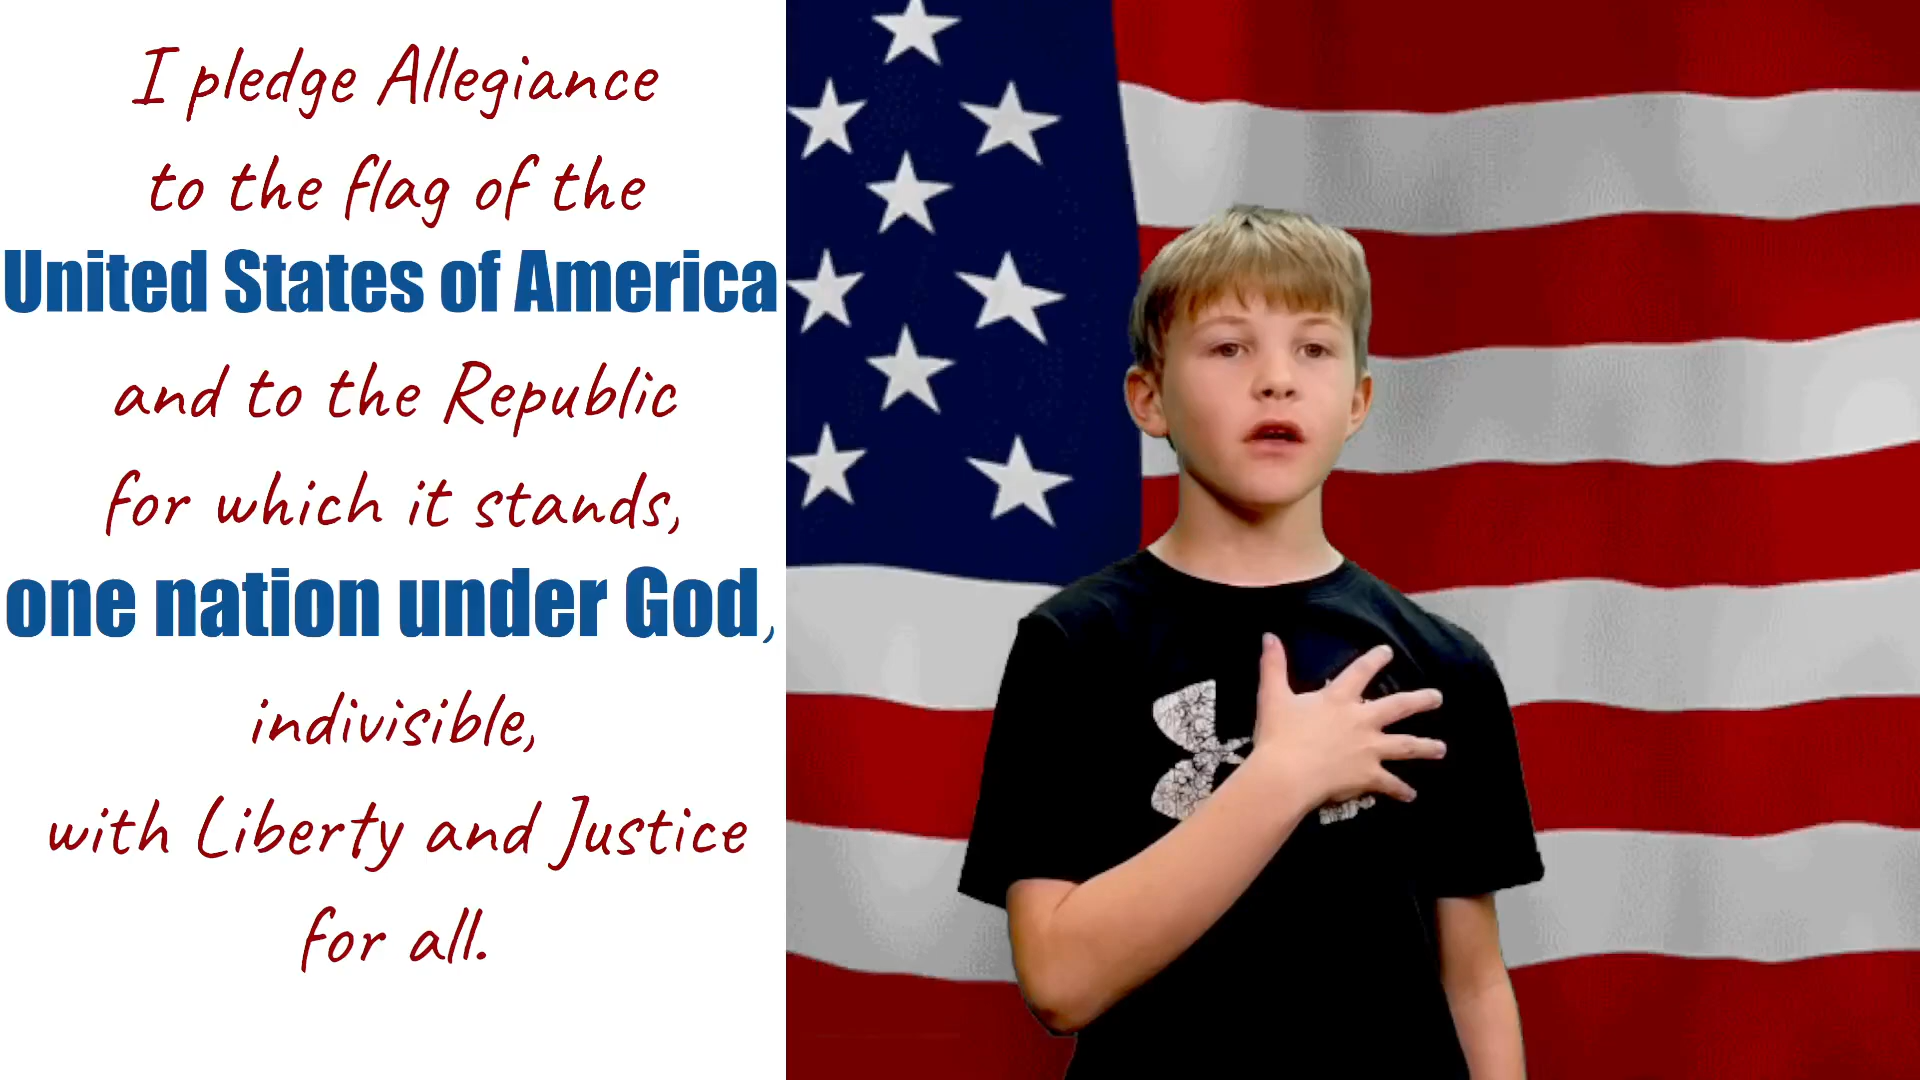 I pledge Allegiance
to the flag of the
United States of America
and to the Republic
for which it stands,
one nation under God,
indivisible,
with Liberty and Justice
for all.